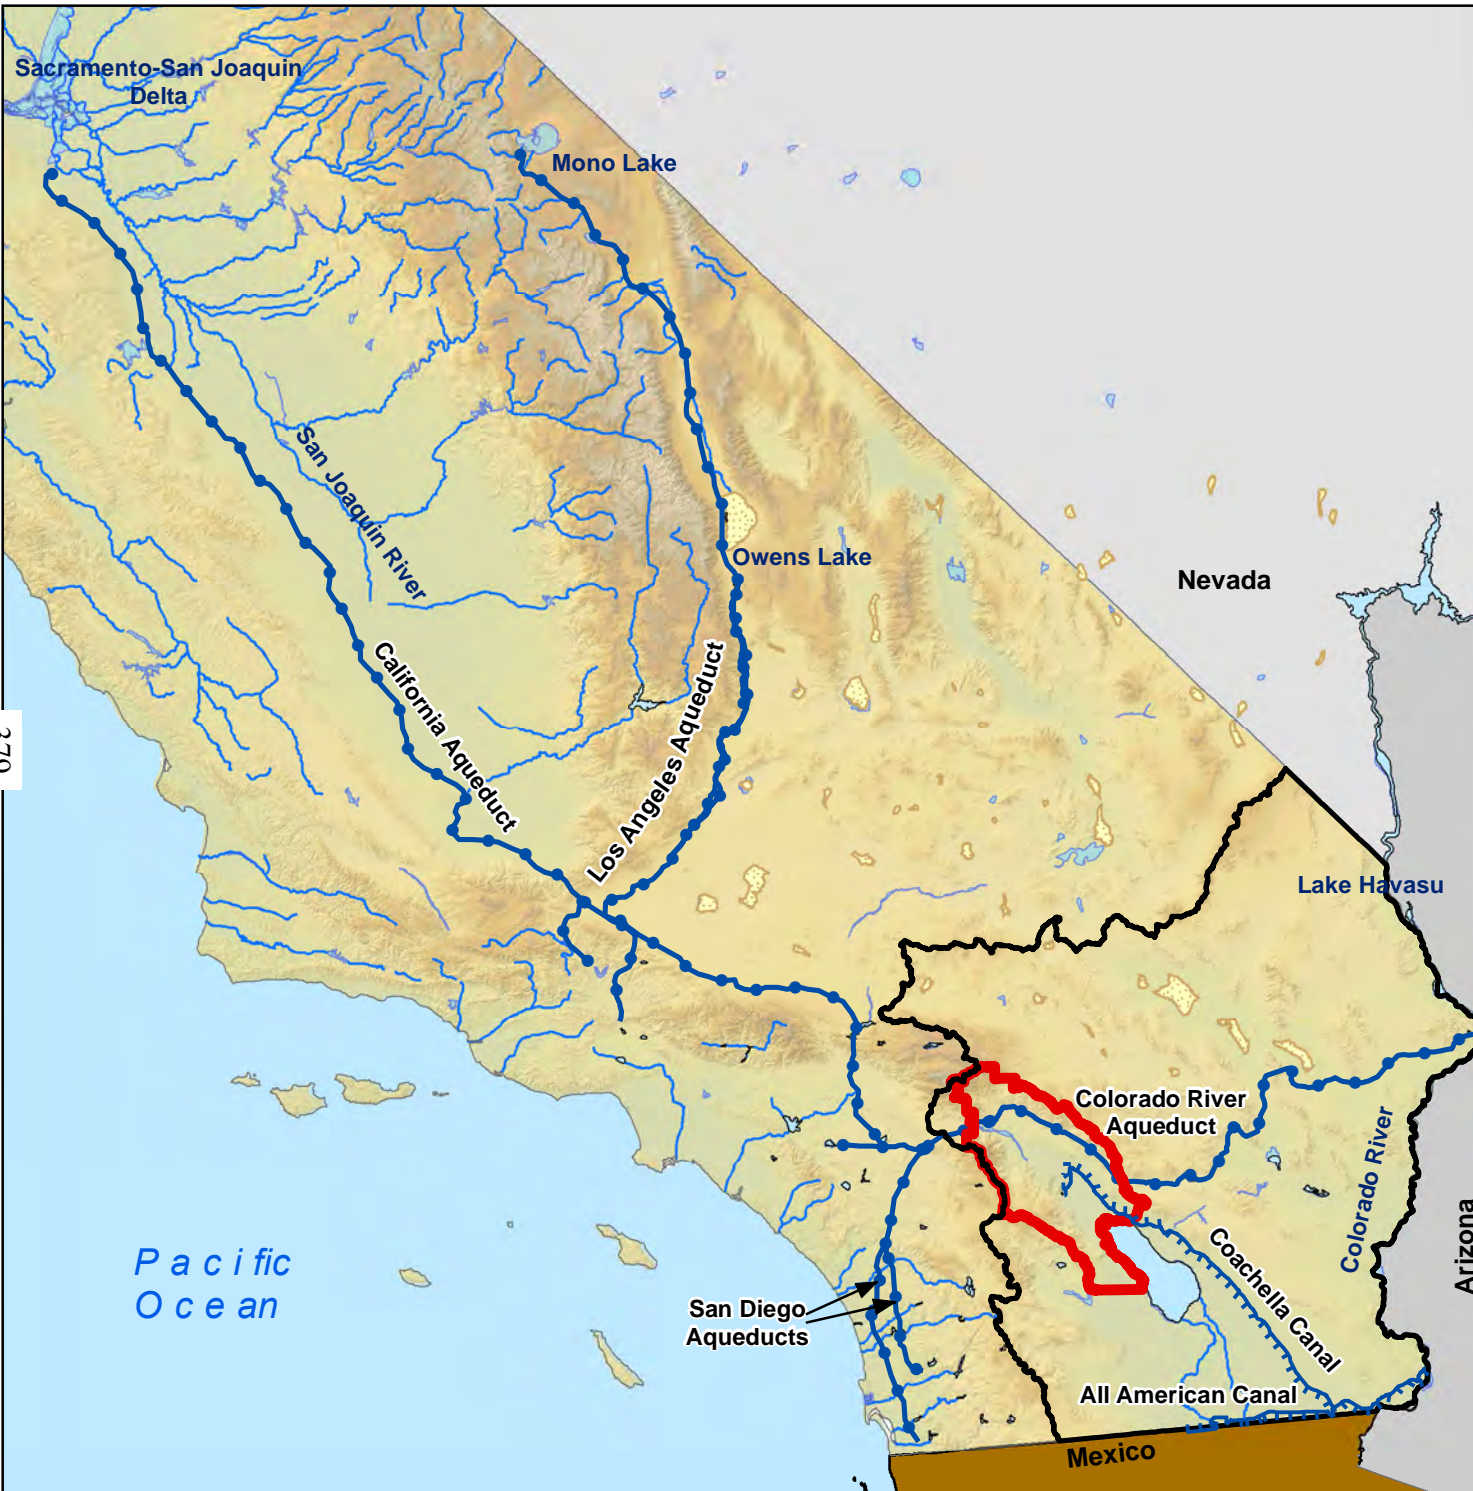 Sacramento-San Joaquin
Delta
Mono Lake
San Joaquin River
Owens Lake
Nevada
California Aqueduct
Los Angeles Aqueduct
379
Lake Havasu
Colorado River
Aqueduct
Colorado River
Arizona
Coachella Canal
Pacific
Ocean
San Diego
Aqueducts
All American Canal
Mexico